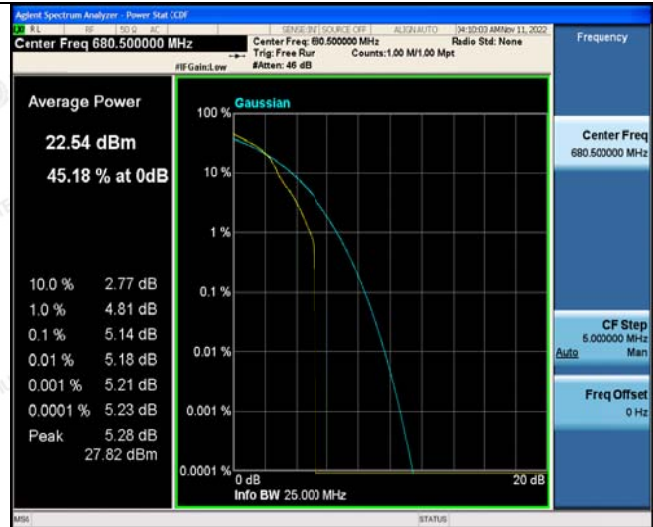 Agilent Spectrum Analyzer - Power Stat CCDF
RL RF 50 Ω AC SENSE:INT SOURCE OFF ALIGNAUTO 04:10:03 AMNov 11, 2022
Center Freq 680.500000 MHz
Center Freq: 680.500000 MHz Radio Std: None
Trig: Free Run Counts:1.00 M/1.00 Mpt
#IFGain:Low #Atten: 46 dB
Frequency
Average Power
22.54 dBm
45.18 % at 0dB
10.0 % 2.77 dB
1.0 % 4.81 dB
0.1 % 5.14 dB
0.01 % 5.18 dB
0.001 % 5.21 dB
0.0001 % 5.23 dB
Peak 5.28 dB
27.82 dBm
100 % Gaussian
10 %
1 %
0.1 %
0.01 %
0.001 %
0.0001 %
0 dB 20 dB
Info BW 25.000 MHz
Center Freq
680.500000 MHz
CF Step
5.000000 MHz
Auto Man
Freq Offset
0 Hz
MSG STATUS